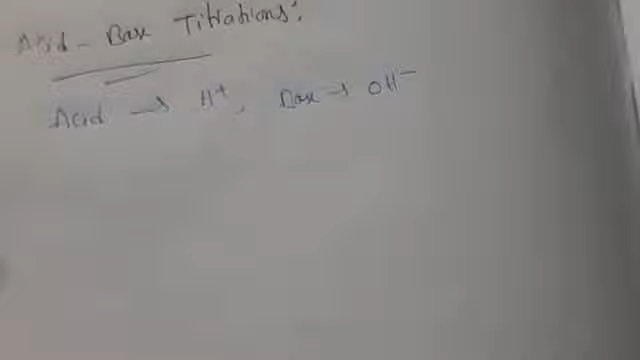 Acid - Base Titrations:
Acid → H⁺, Base → OH⁻